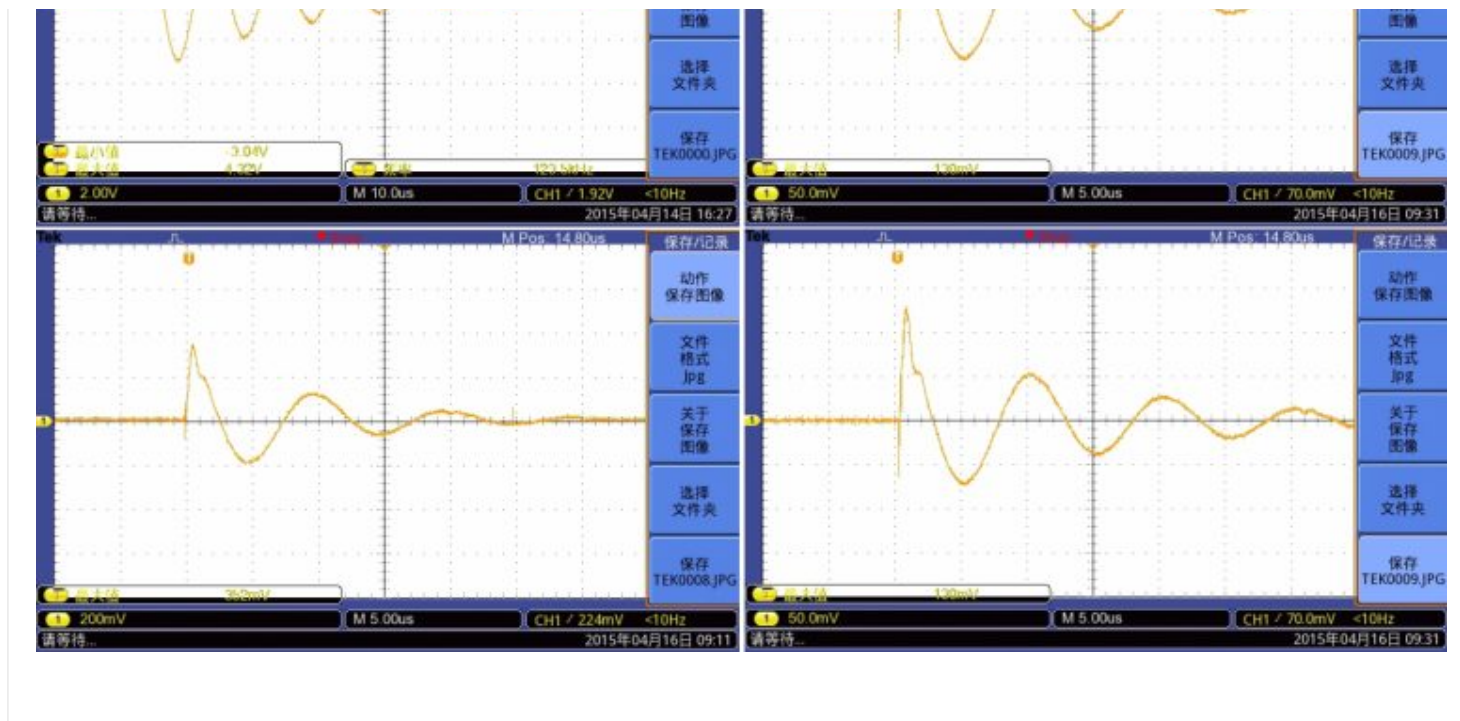 图像
选择
文件夹
保存
TEK0000.JPG
最小值 -3.04V
最大值 4.32V
频率
1 2.00V M 10.0us CH1 / 1.92V <10Hz
请等待... 2015年04月14日 16:27
图像
选择
文件夹
保存
TEK0009.JPG
最大值 130mV
1 50.0mV M 5.00us CH1 / 70.0mV <10Hz
请等待... 2015年04月16日 09:31
Tek M Pos: 14.80us 保存/记录
动作
保存图像
文件
格式
Jpg
关于
保存
图像
选择
文件夹
保存
TEK0008.JPG
1
最大值 352mV
1 200mV M 5.00us CH1 / 224mV <10Hz
请等待... 2015年04月16日 09:11
Tek M Pos: 14.80us 保存/记录
动作
保存图像
文件
格式
Jpg
关于
保存
图像
选择
文件夹
保存
TEK0009.JPG
1
最大值 130mV
1 50.0mV M 5.00us CH1 / 70.0mV <10Hz
请等待... 2015年04月16日 09:31